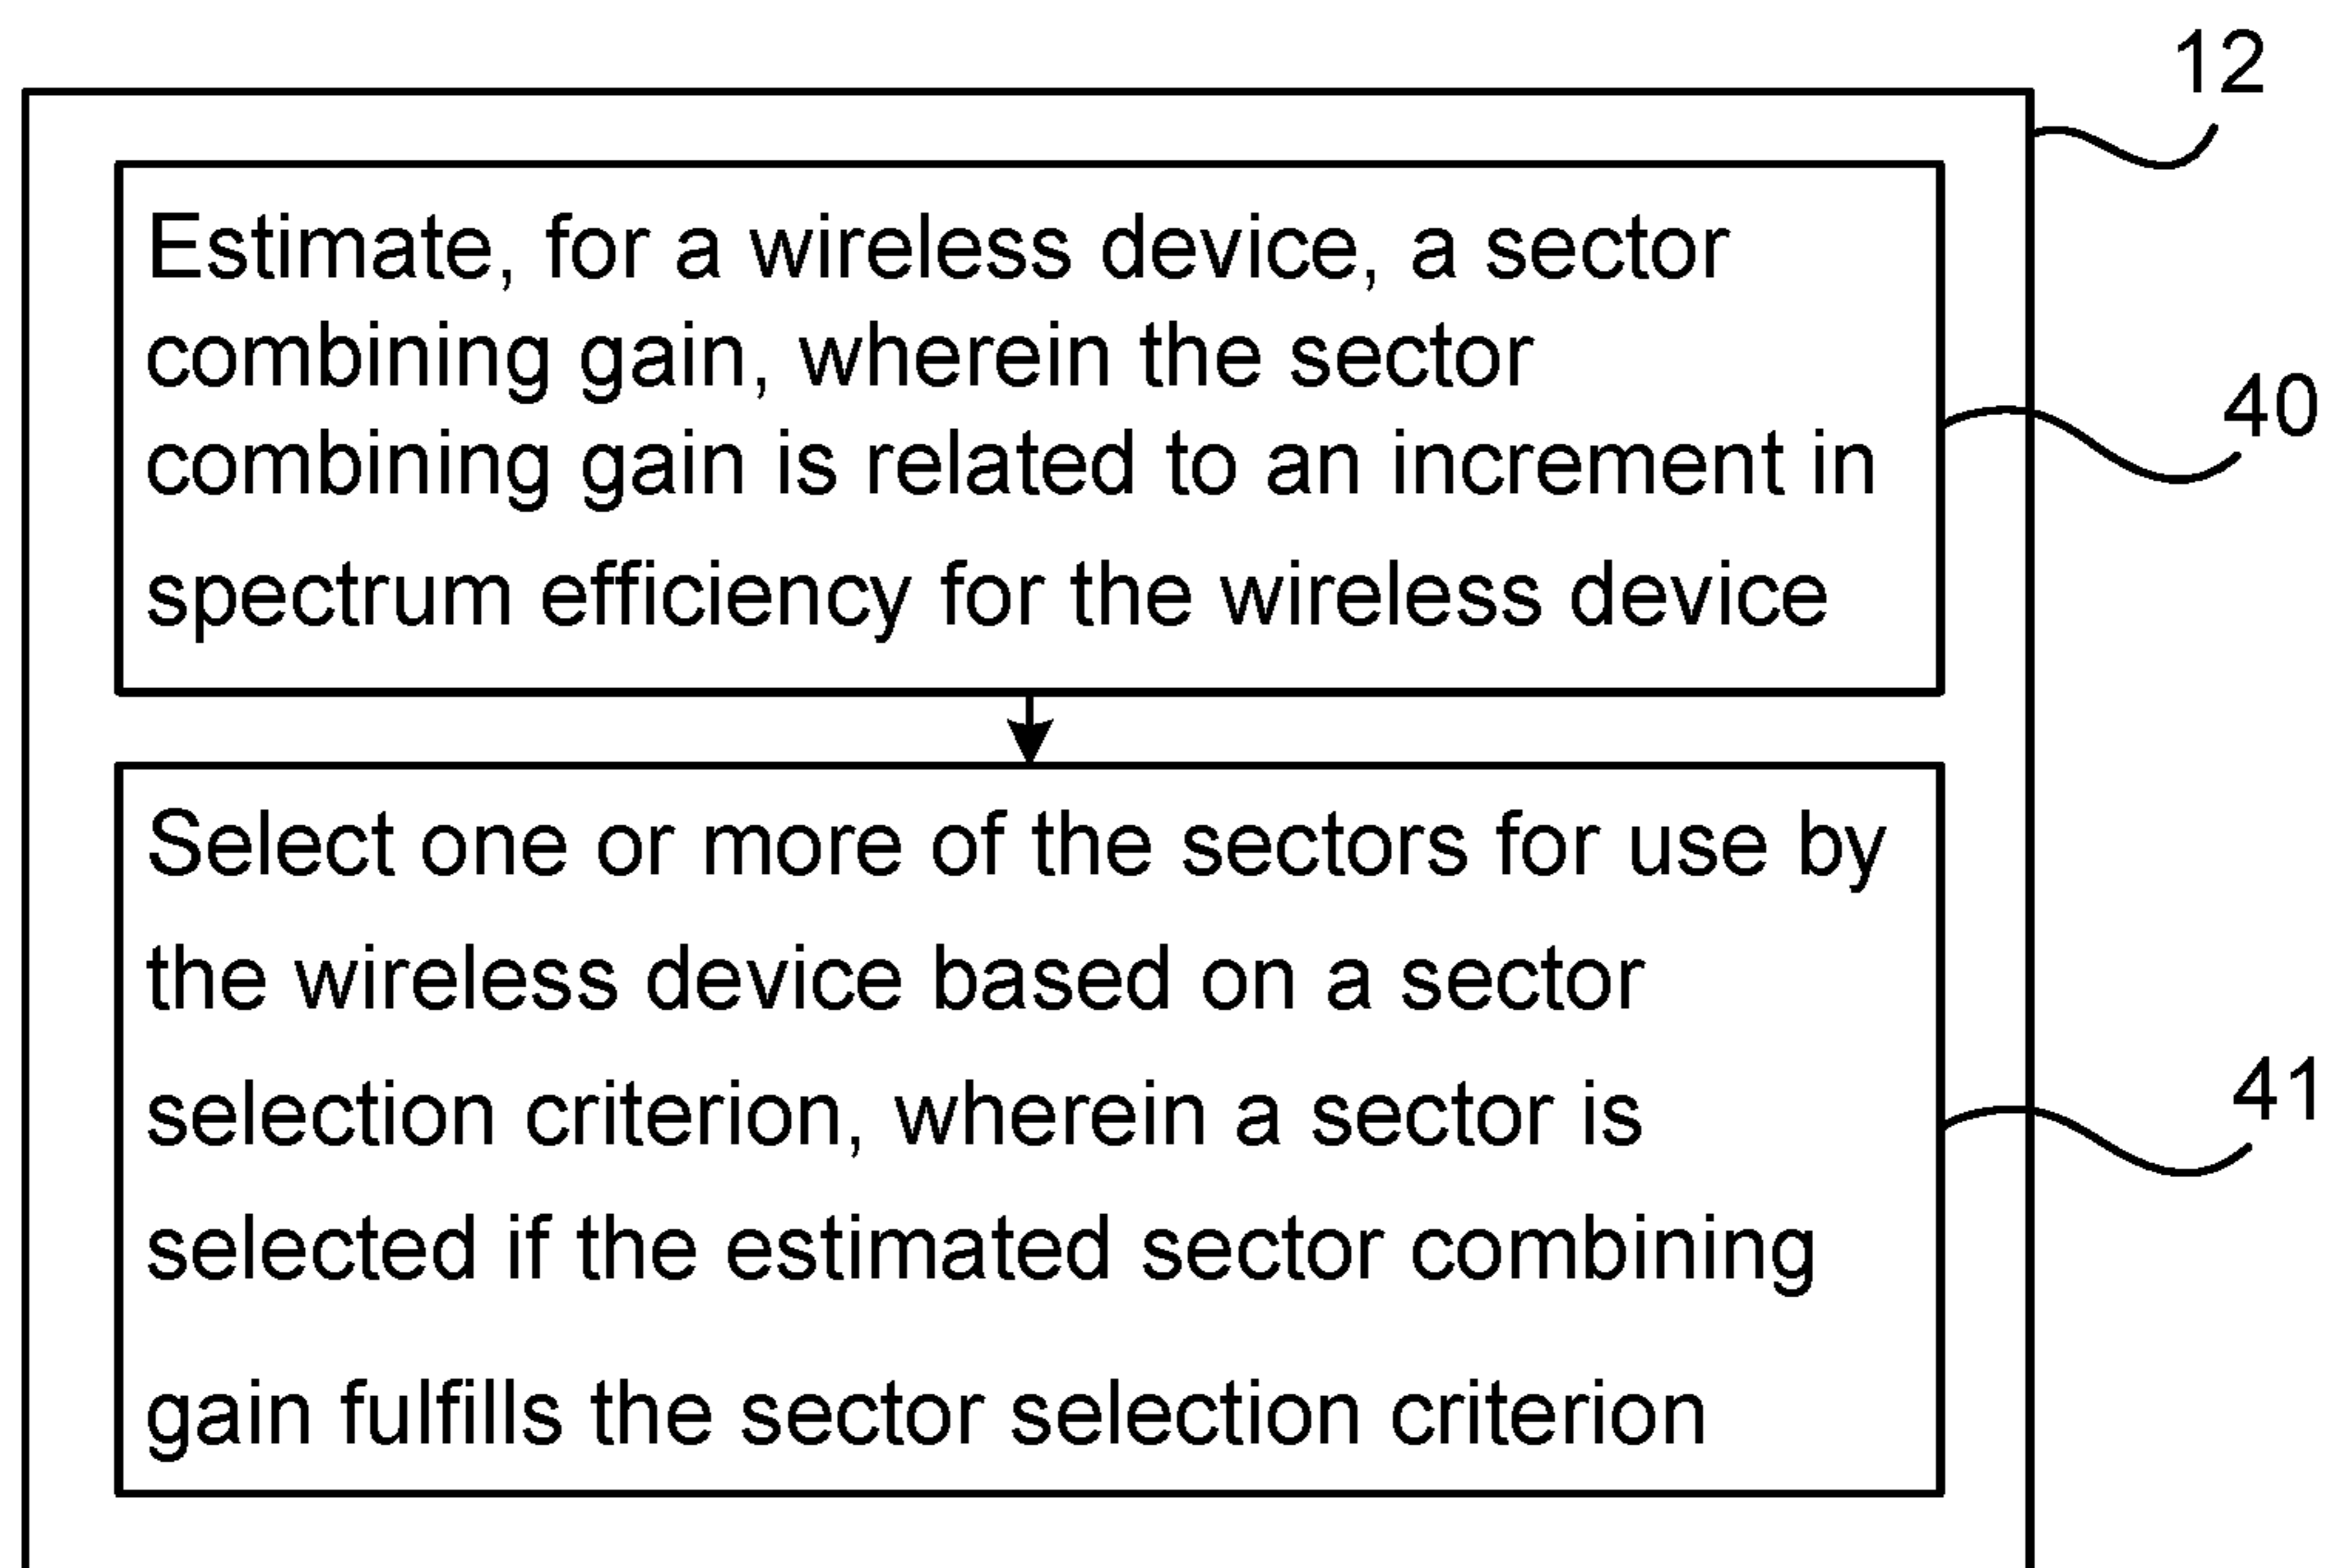 12
Estimate, for a wireless device, a sector
combining gain, wherein the sector
combining gain is related to an increment in
spectrum efficiency for the wireless device
40
Select one or more of the sectors for use by
the wireless device based on a sector
selection criterion, wherein a sector is
selected if the estimated sector combining
gain fulfills the sector selection criterion
41